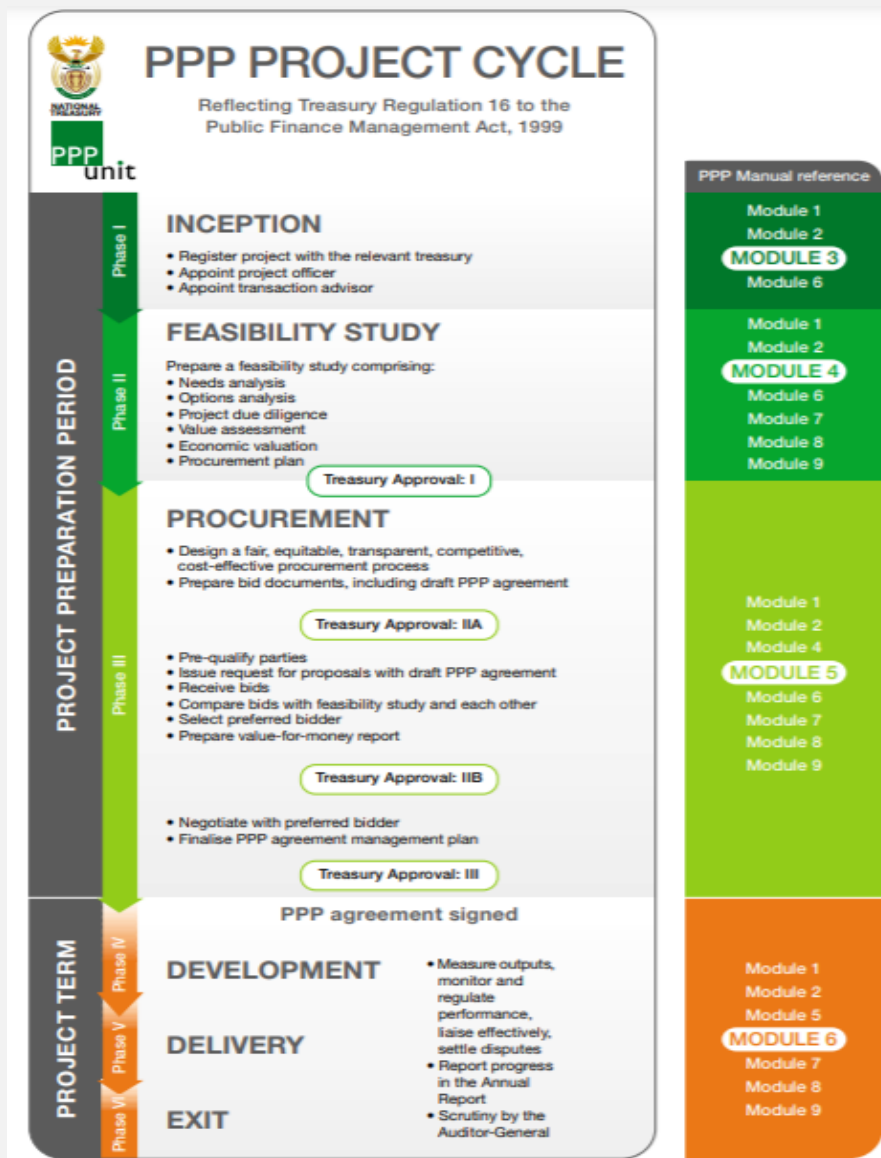 PPP PROJECT CYCLE
NATIONAL
TREASURY
Reflecting Treasury Regulation 16 to the
Public Finance Management Act, 1999
PPP
unit
PPP Manual reference
PROJECT PREPARATION PERIOD
Phase I
INCEPTION
• Register project with the relevant treasury
• Appoint project officer
• Appoint transaction advisor
Module 1
Module 2
MODULE 3
Module 6
Phase II
FEASIBILITY STUDY
Prepare a feasibility study comprising:
• Needs analysis
• Options analysis
• Project due diligence
• Value assessment
• Economic valuation
• Procurement plan
Treasury Approval: I
Module 1
Module 2
MODULE 4
Module 6
Module 7
Module 8
Module 9
Phase III
PROCUREMENT
• Design a fair, equitable, transparent, competitive,
cost-effective procurement process
• Prepare bid documents, including draft PPP agreement
Treasury Approval: IIA
• Pre-qualify parties
• Issue request for proposals with draft PPP agreement
• Receive bids
• Compare bids with feasibility study and each other
• Select preferred bidder
• Prepare value-for-money report
Treasury Approval: IIB
• Negotiate with preferred bidder
• Finalise PPP agreement management plan
Treasury Approval: III
Module 1
Module 2
Module 4
MODULE 5
Module 6
Module 7
Module 8
Module 9
PROJECT TERM
PPP agreement signed
Phase IV
DEVELOPMENT
Phase V
DELIVERY
Phase VI
EXIT
• Measure outputs,
monitor and
regulate
performance,
liaise effectively,
settle disputes
• Report progress
in the Annual
Report
• Scrutiny by the
Auditor-General
Module 1
Module 2
Module 5
MODULE 6
Module 7
Module 8
Module 9